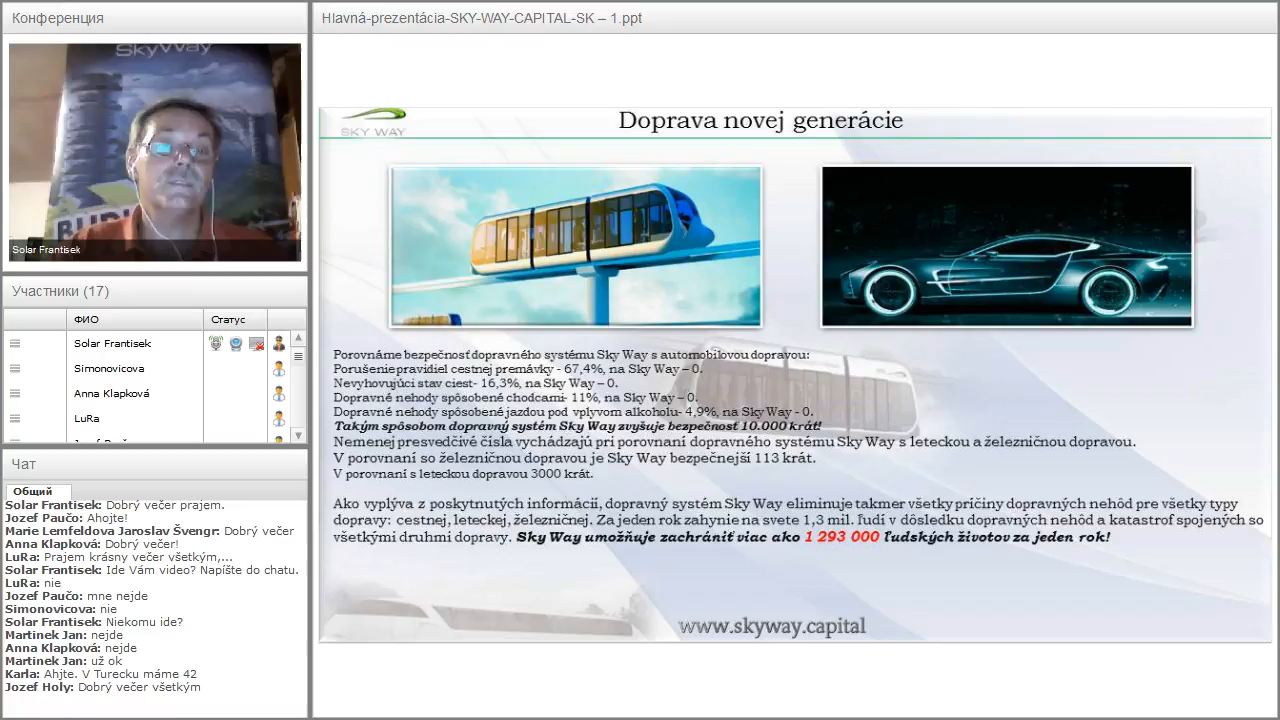 Конференция
SkyWay
Solar Frantisek
Участники (17)
ФИО
Статус
Solar Frantisek
Simonovicova
Anna Klapková
LuRa
Чат
Общий
Solar Frantisek: Dobrý večer prajem.
Jozef Paučo: Ahojte!
Marie Lemfeldova Jaroslav Švengr: Dobrý večer
Anna Klapková: Dobrý večer!
LuRa: Prajem krásny večer všetkým,...
Solar Frantisek: Ide Vám video? Napíšte do chatu.
LuRa: nie
Jozef Paučo: mne nejde
Simonovicova: nie
Solar Frantisek: Niekomu ide?
Martinek Jan: nejde
Anna Klapková: nejde
Martinek Jan: už ok
Karla: Ahjte. V Turecku máme 42
Jozef Holy: Dobrý večer všetkým
Hlavná-prezentácia-SKY-WAY-CAPITAL-SK – 1.ppt
SKY WAY
Doprava novej generácie
Porovnáme bezpečnosť dopravného systému Sky Way s automobilovou dopravou:
Porušenie pravidiel cestnej premávky - 67,4%, na Sky Way – 0.
Nevyhovujúci stav ciest- 16,3%, na Sky Way – 0.
Dopravné nehody spôsobené chodcami- 11%, na Sky Way – 0.
Dopravné nehody spôsobené jazdou pod vplyvom alkoholu- 4,9%, na Sky Way - 0.
Takým spôsobom dopravný systém Sky Way zvyšuje bezpečnosť 10.000 krát!
Nemenej presvedčivé čísla vychádzajú pri porovnaní dopravného systému Sky Way s leteckou a železničnou dopravou.
V porovnaní so železničnou dopravou je Sky Way bezpečnejší 113 krát.
V porovnaní s leteckou dopravou 3000 krát.
Ako vyplýva z poskytnutých informácií, dopravný systém Sky Way eliminuje takmer všetky príčiny dopravných nehôd pre všetky typy
dopravy: cestnej, leteckej, železničnej. Za jeden rok zahynie na svete 1,3 mil. ľudí v dôsledku dopravných nehôd a katastrof spojených so
všetkými druhmi dopravy. Sky Way umožňuje zachrániť viac ako 1 293 000 ľudských životov za jeden rok!
www.skyway.capital